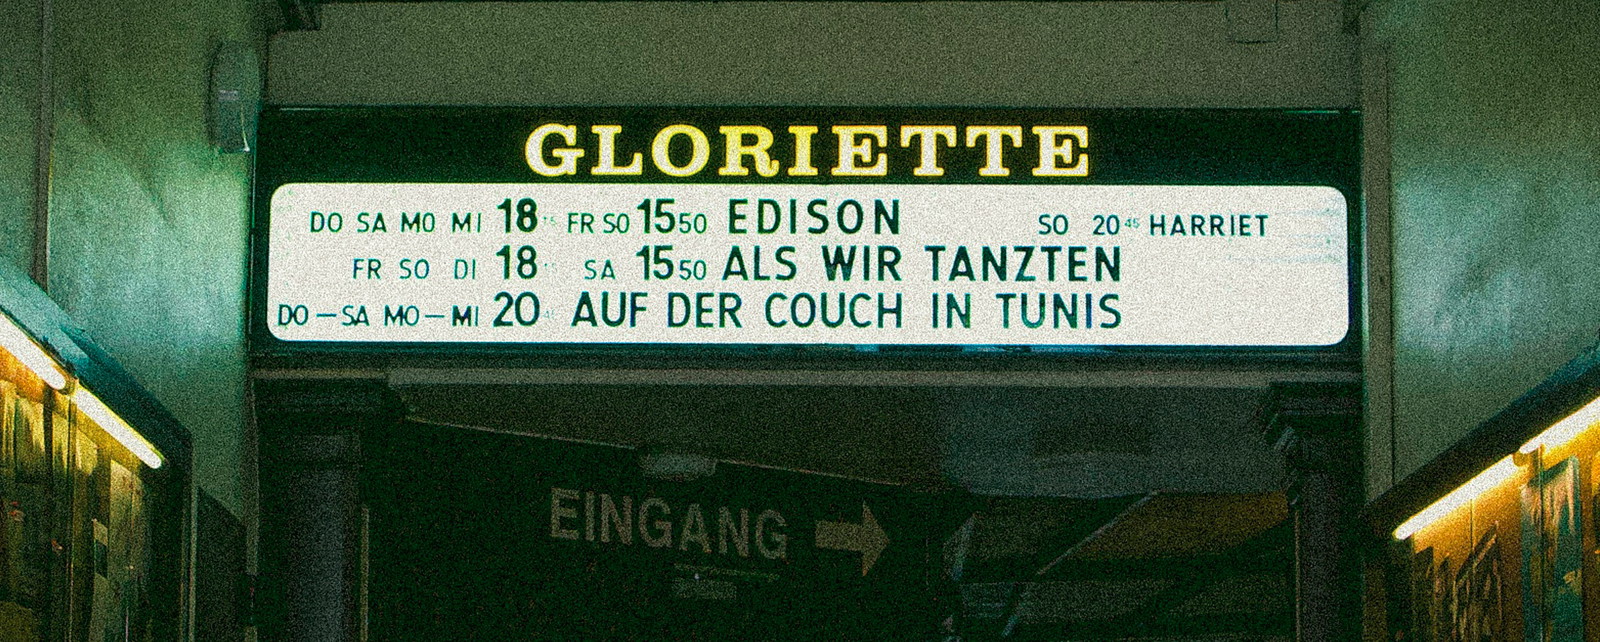 GLORIETTE
DO SA MO MI 18 FR SO 15 50 EDISON SO 20 45 HARRIET
FR SO DI 18 SA 15 50 ALS WIR TANZTEN
DO – SA MO – MI 20 AUF DER COUCH IN TUNIS
EINGANG